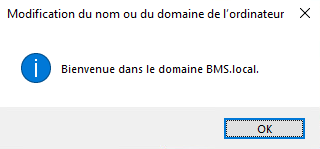 Modification du nom ou du domaine de l'ordinateur
Bienvenue dans le domaine BMS.local.
OK